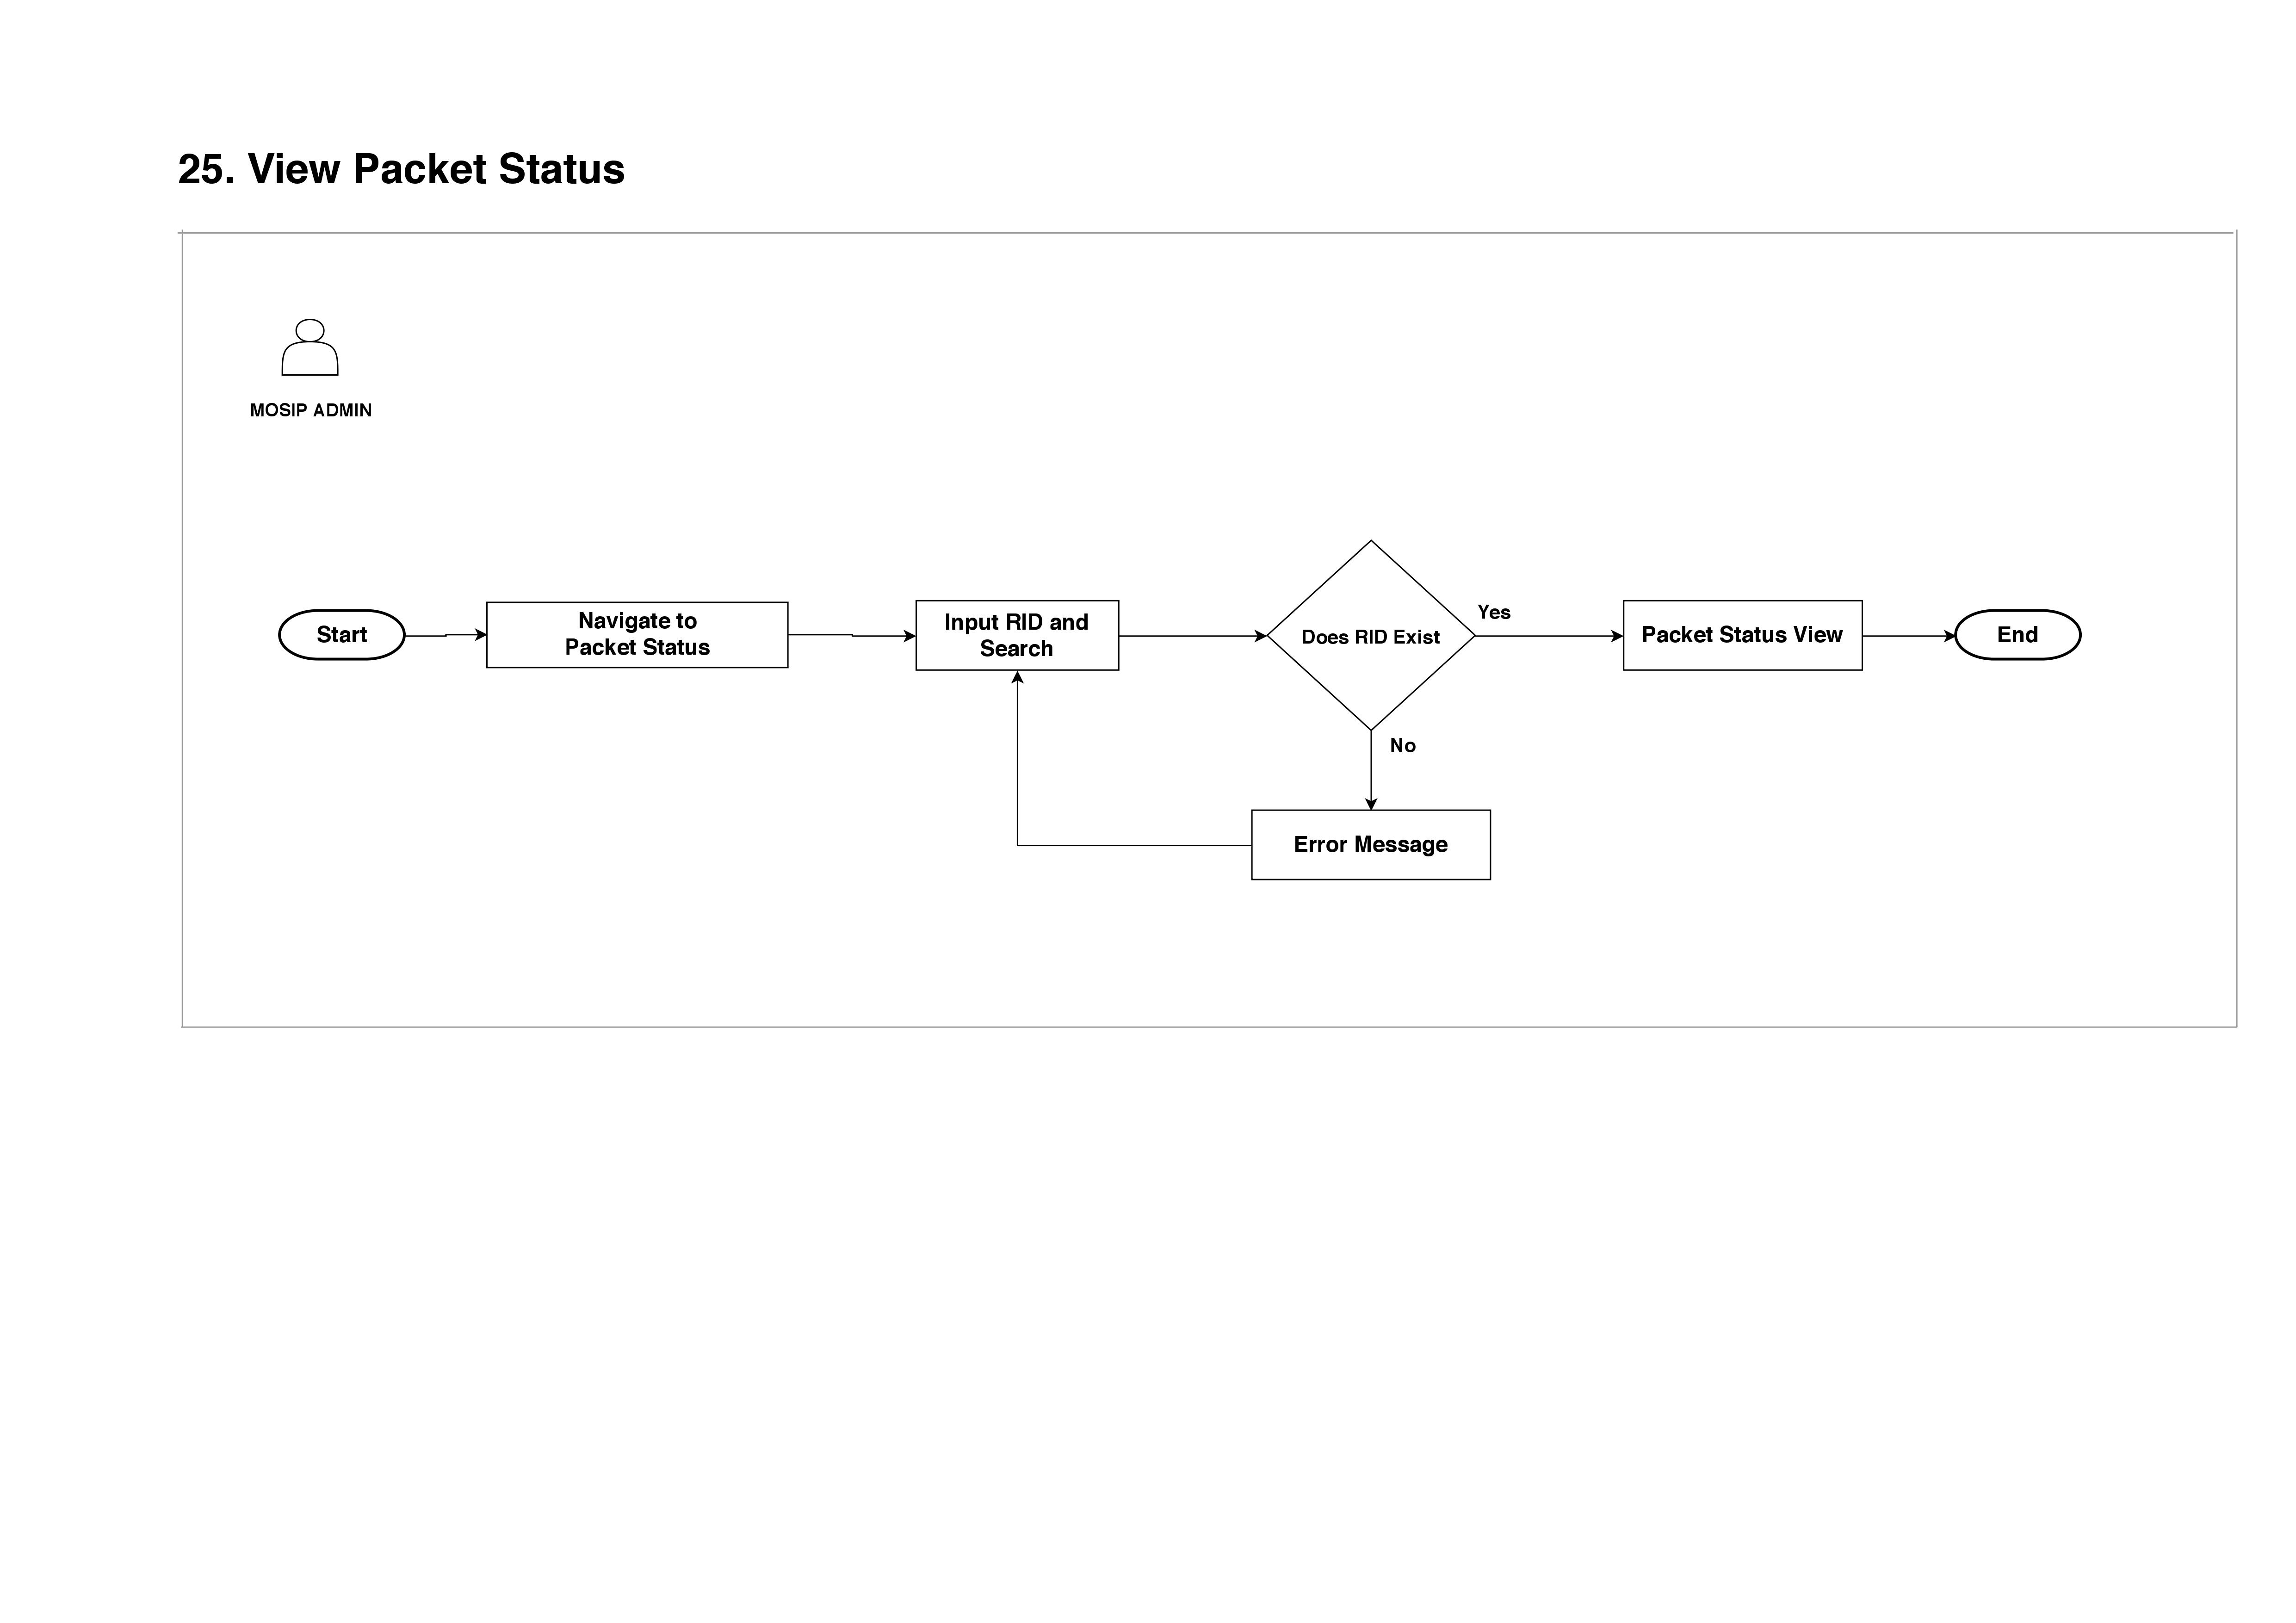 25. View Packet Status
MOSIP ADMIN
Start
Navigate to
Packet Status
Input RID and
Search
Does RID Exist
Yes
Packet Status View
End
No
Error Message